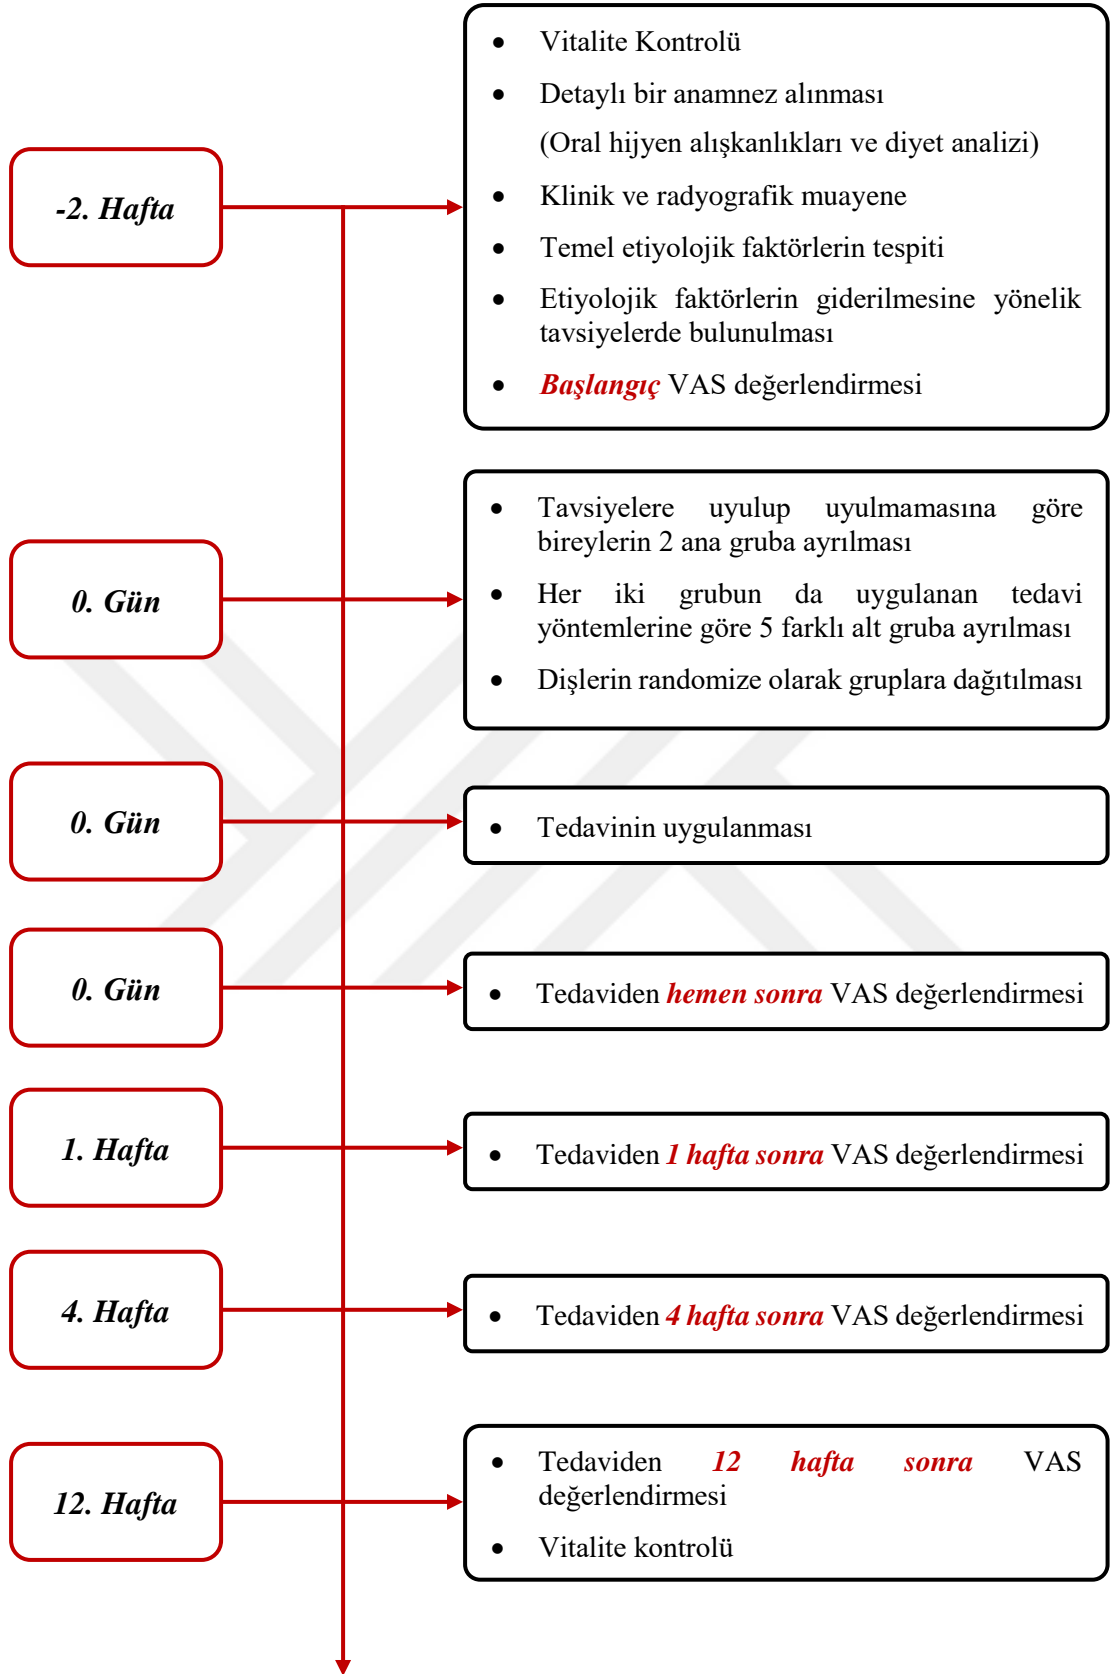 • Vitalite Kontrolü
• Detaylı bir anamnez alınması
(Oral hijyen alışkanlıkları ve diyet analizi)
-2. Hafta
• Klinik ve radyografik muayene
• Temel etiyolojik faktörlerin tespiti
• Etiyolojik faktörlerin giderilmesine yönelik
tavsiyelerde bulunulması
• Başlangıç VAS değerlendirmesi
0. Gün
• Tavsiyelere uyulup uyulmamasına göre
bireylerin 2 ana gruba ayrılması
• Her iki grubun da uygulanan tedavi
yöntemlerine göre 5 farklı alt gruba ayrılması
• Dişlerin randomize olarak gruplara dağıtılması
0. Gün
• Tedavinin uygulanması
0. Gün
• Tedaviden hemen sonra VAS değerlendirmesi
1. Hafta
• Tedaviden 1 hafta sonra VAS değerlendirmesi
4. Hafta
• Tedaviden 4 hafta sonra VAS değerlendirmesi
12. Hafta
• Tedaviden 12 hafta sonra VAS
değerlendirmesi
• Vitalite kontrolü